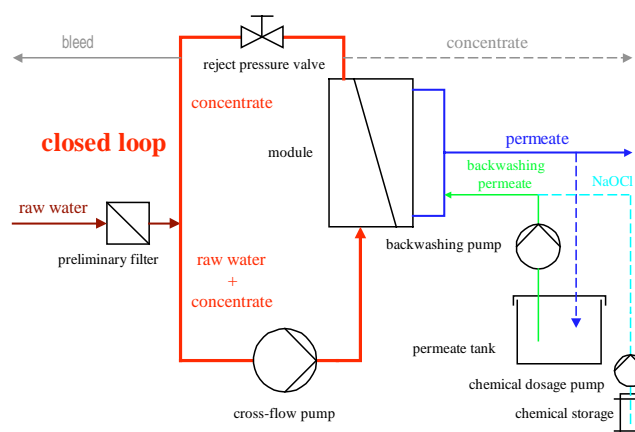 bleed
concentrate
reject pressure valve
concentrate
closed loop
module
permeate
backwashing
permeate
NaOCl
raw water
preliminary filter
backwashing pump
raw water
+
concentrate
permeate tank
chemical dosage pump
cross-flow pump
chemical storage